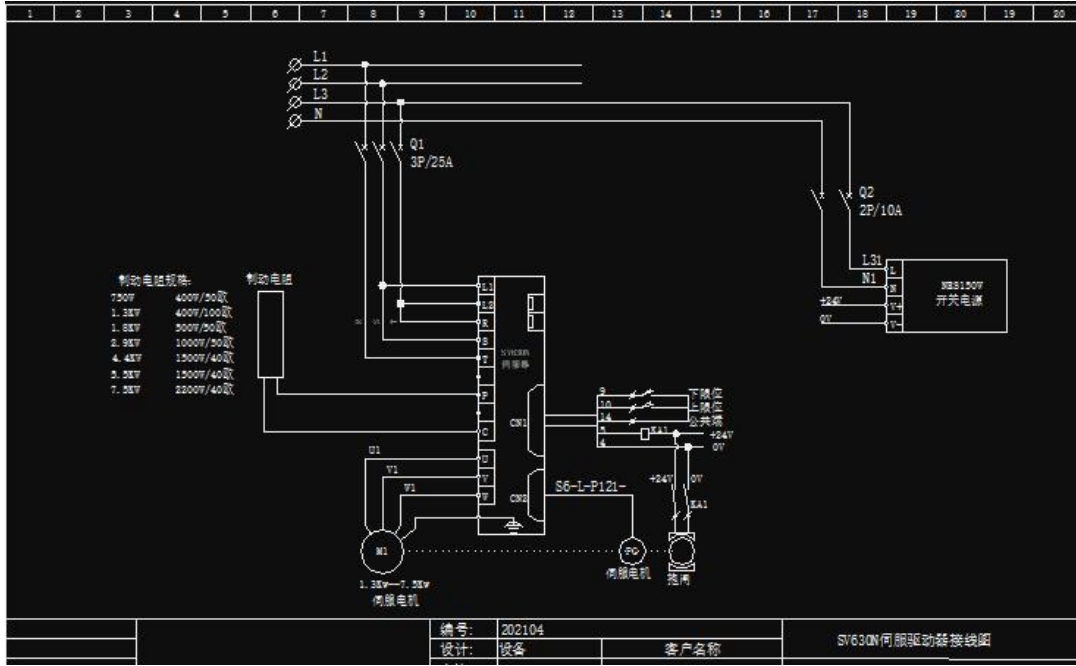 1 2 3 4 5 6 7 8 9 10 11 12 13 14 15 16 17 18 19 20 19 20
L1
L2
L3
N
Q1
3P/25A
Q2
2P/10A
制动电阻规格:
制动电阻
750W 400W/50欧
1.3KW 400W/100欧
1.8KW 500W/50欧
2.9KW 1000W/50欧
4.4KW 1500W/40欧
5.5KW 1500W/40欧
7.5KW 2200W/40欧
L31
N1
+24V
0V
L
N
V+
V-
NES150W
开关电源
L1
L2
R
S
T
P
C
U
V
W
SV630N
伺服器
CN1
CN2
9 下限位
10 上限位
14 公共端
5 KA1 +24V
4 0V
+24V 0V
KA1
U1
V1
W1
S6-L-P121-
M1
PG
1.3Kw--7.5Kw
伺服电机
伺服电机
抱闸
编号: 202104
设计: 设备 客户名称
SV630N伺服驱动器接线图